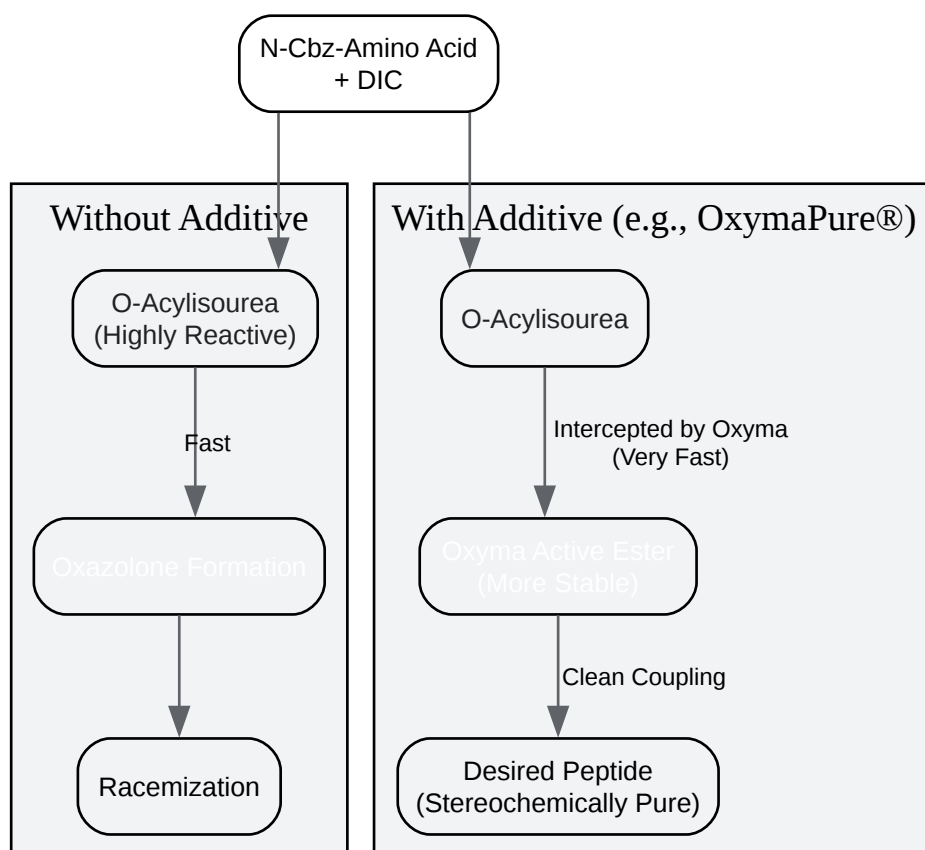 N-Cbz-Amino Acid
+ DIC
Without Additive
O-Acylisourea
(Highly Reactive)
Fast
Oxazolone Formation
Racemization
With Additive (e.g., OxymaPure®)
O-Acylisourea
Intercepted by Oxyma
(Very Fast)
Oxyma Active Ester
(More Stable)
Clean Coupling
Desired Peptide
(Stereochemically Pure)